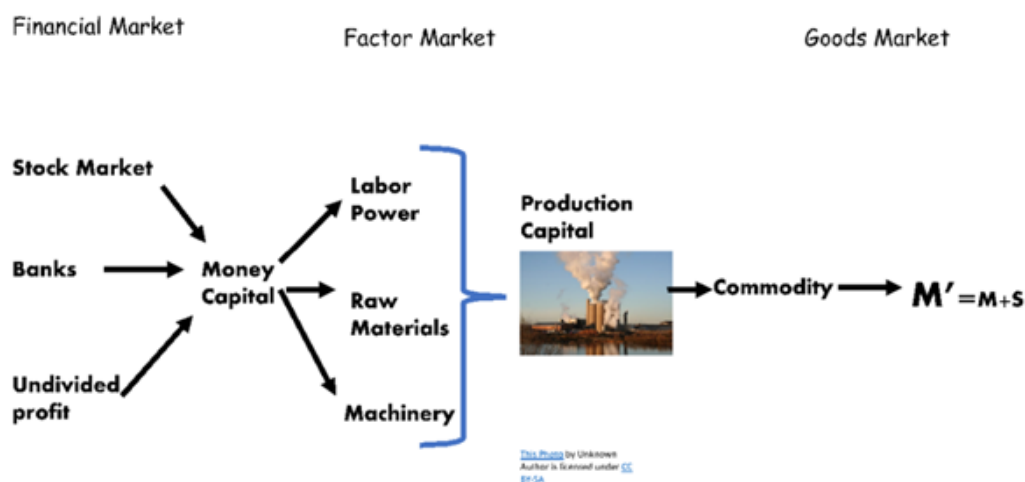 Financial Market
Factor Market
Goods Market
Stock Market
Banks
Undivided
profit
Money
Capital
Labor
Power
Raw
Materials
Machinery
Production
Capital
Commodity
M′=M+S
This Photo by Unknown
Author is licensed under CC
BY-SA